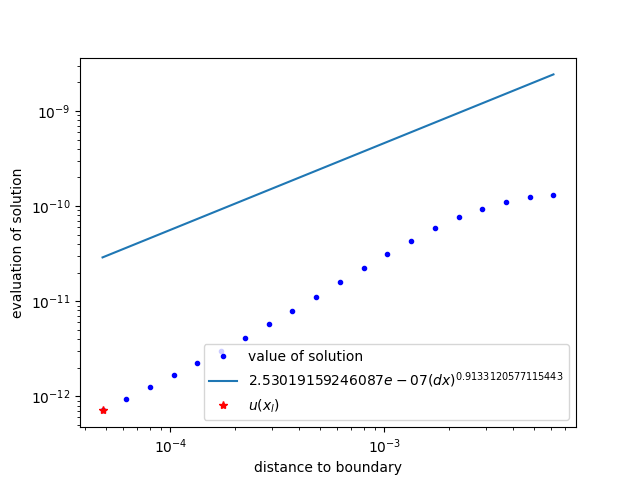 10⁻⁹
10⁻¹⁰
10⁻¹¹
10⁻¹²
evaluation of solution
value of solution
2.53019159246087e − 07(dx)^0.9133120577115443
u(x_l)
10⁻⁴
10⁻³
distance to boundary